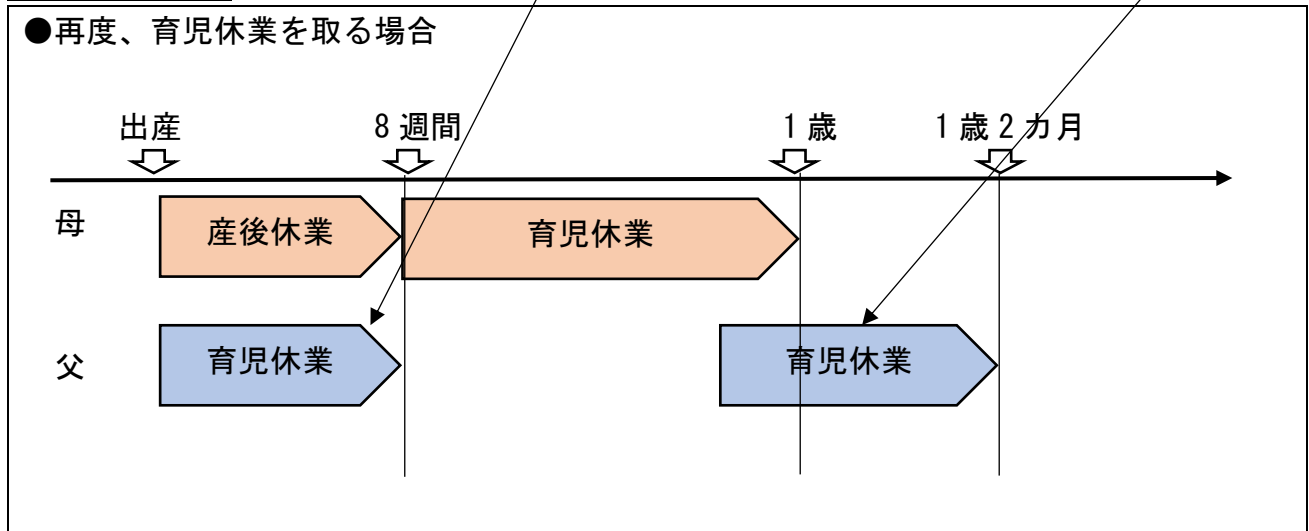 ●再度、育児休業を取る場合
出産 8週間 1歳 1歳2カ月
母 産後休業 育児休業
父 育児休業 育児休業